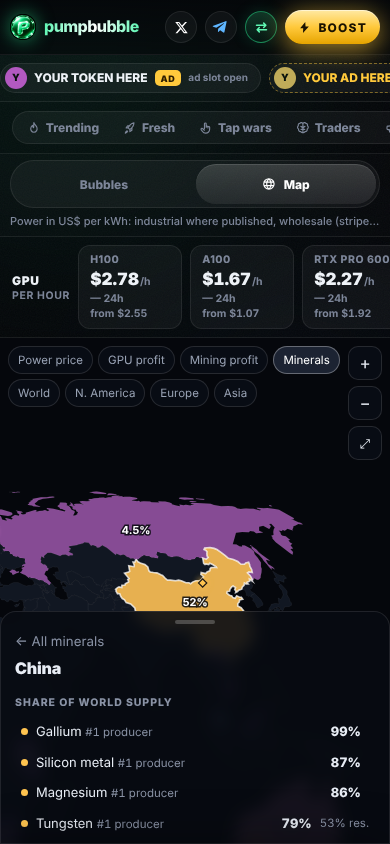 pumpbubble
BOOST
Y YOUR TOKEN HERE AD ad slot open
Y YOUR AD HERE
Trending Fresh Tap wars Traders
Bubbles Map
Power in US$ per kWh: industrial where published, wholesale (stripe...
GPU
PER HOUR
H100
$2.78/h
— 24h
from $2.55
A100
$1.67/h
— 24h
from $1.07
RTX PRO 600
$2.27/h
— 24h
from $1.92
Power price GPU profit Mining profit Minerals
World N. America Europe Asia
+
−
4.5%
52%
← All minerals
China
SHARE OF WORLD SUPPLY
Gallium #1 producer 99%
Silicon metal #1 producer 87%
Magnesium #1 producer 86%
Tungsten #1 producer 79% 53% res.